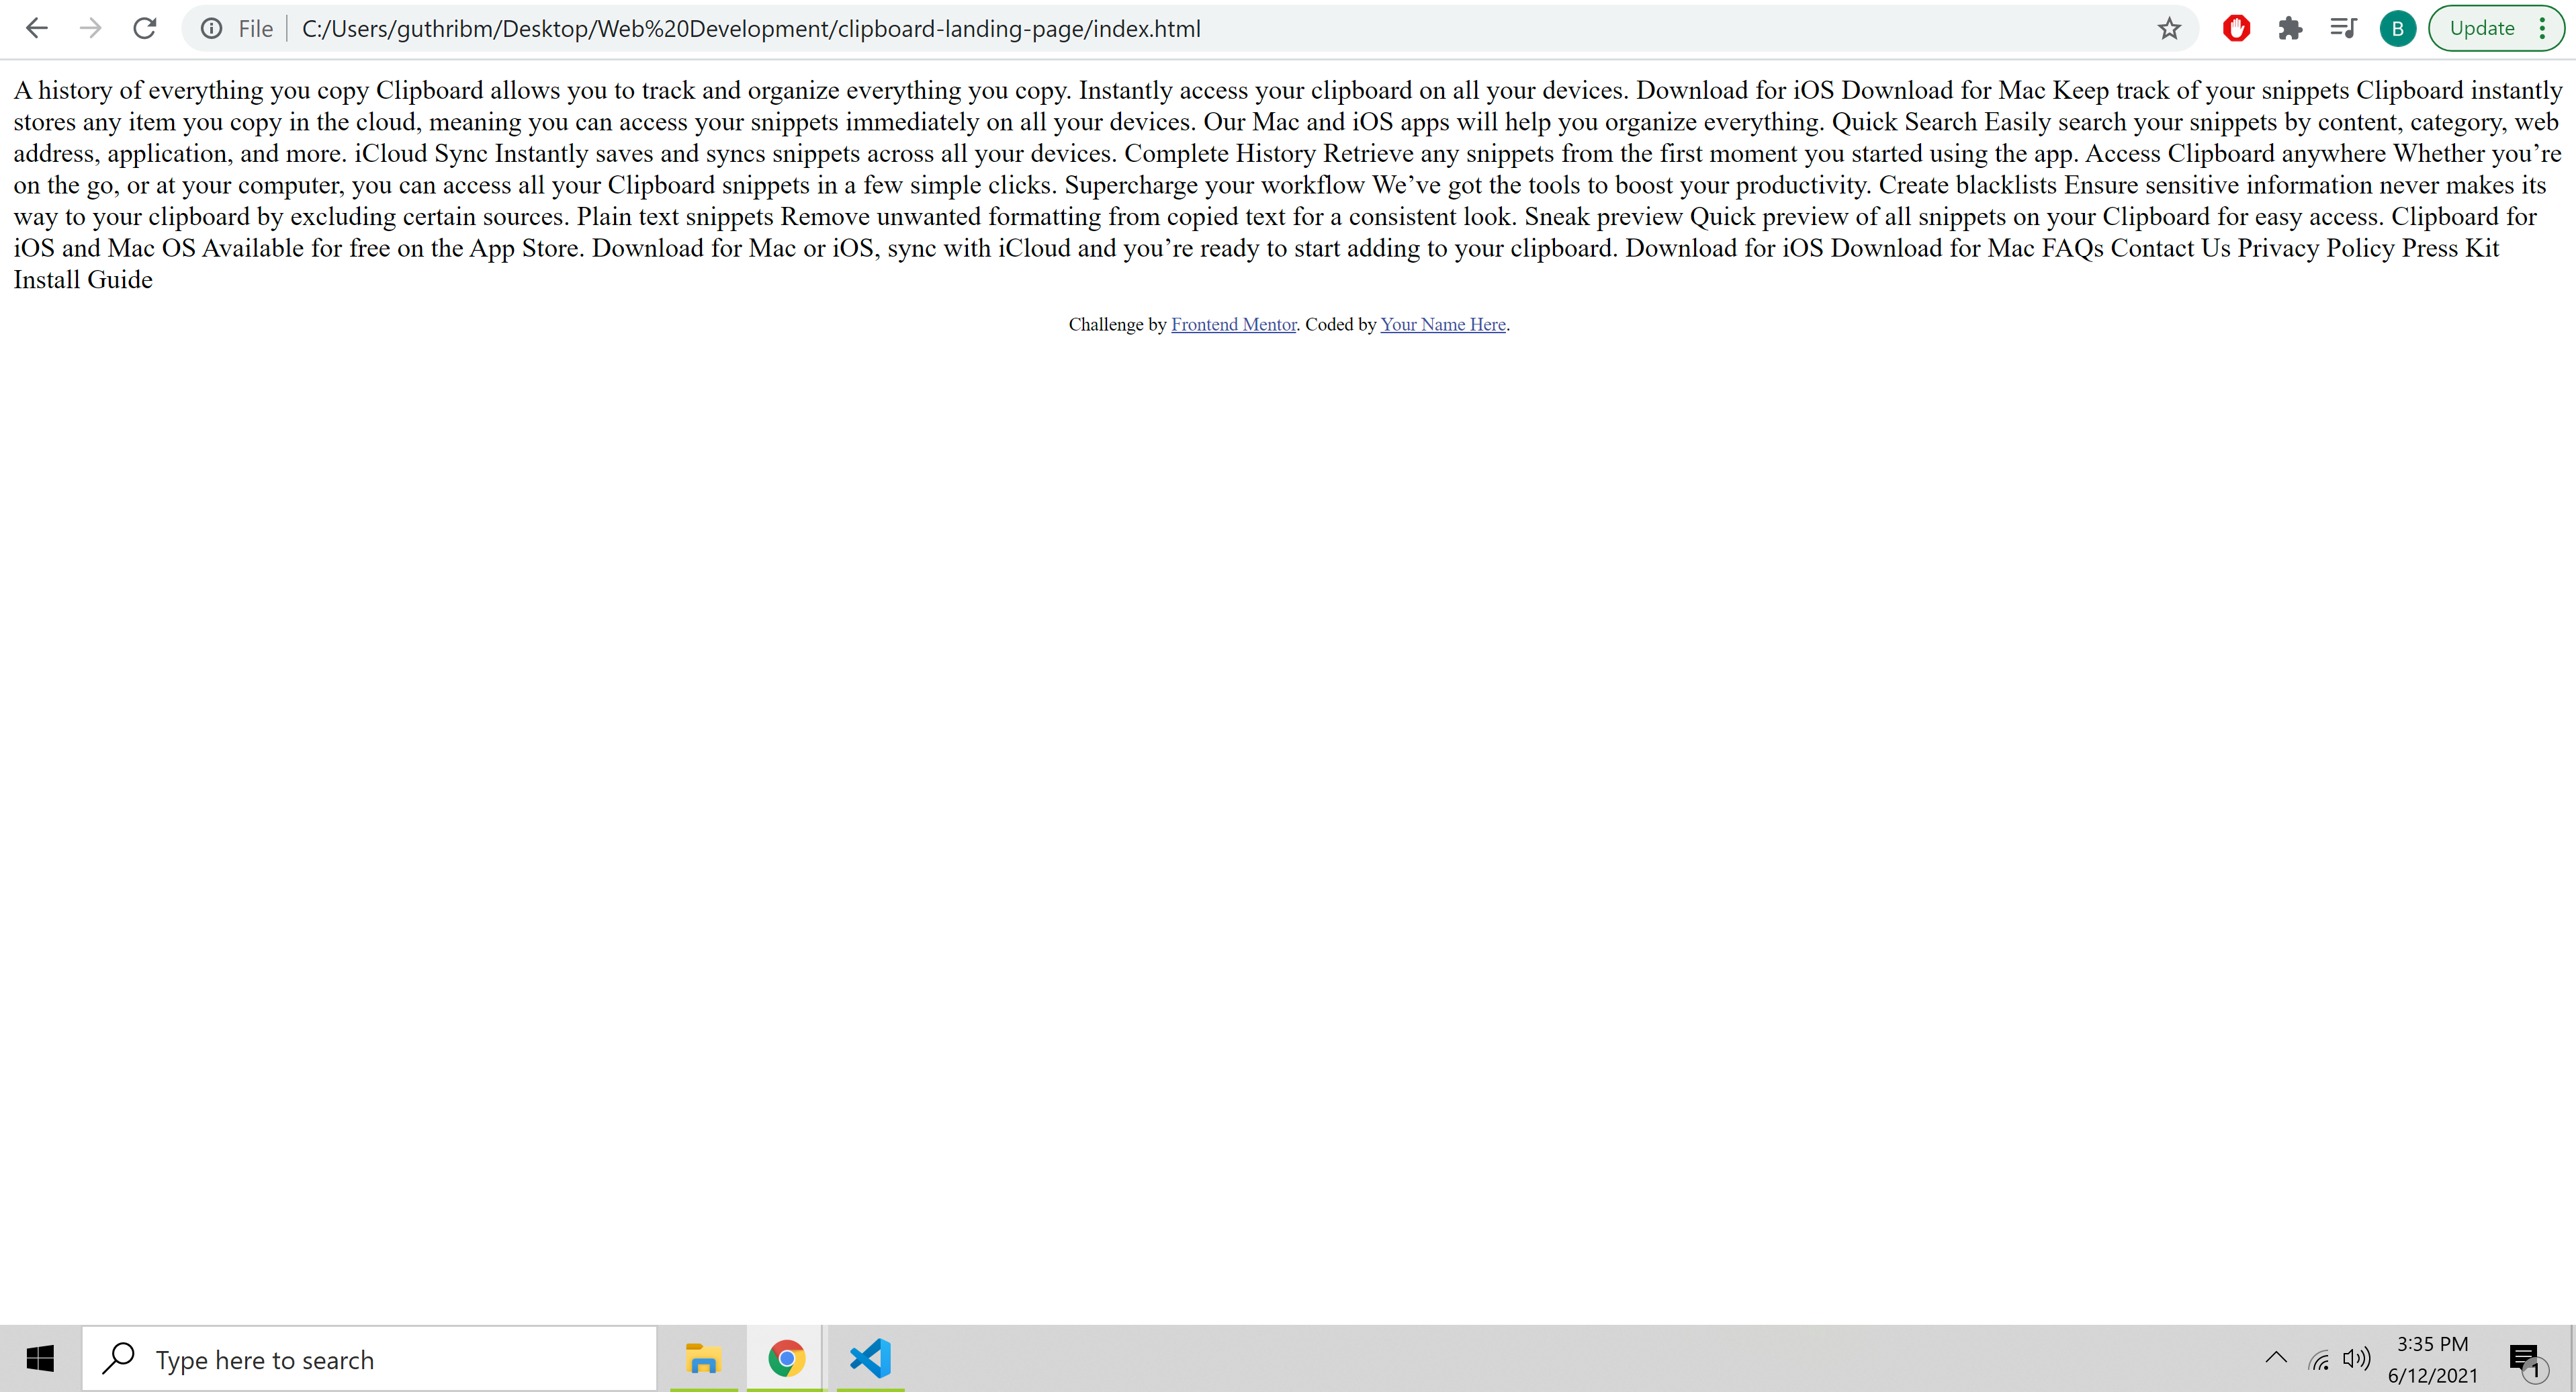 File C:/Users/guthribm/Desktop/Web%20Development/clipboard-landing-page/index.html B Update
A history of everything you copy Clipboard allows you to track and organize everything you copy. Instantly access your clipboard on all your devices. Download for iOS Download for Mac Keep track of your snippets Clipboard instantly
stores any item you copy in the cloud, meaning you can access your snippets immediately on all your devices. Our Mac and iOS apps will help you organize everything. Quick Search Easily search your snippets by content, category, web
address, application, and more. iCloud Sync Instantly saves and syncs snippets across all your devices. Complete History Retrieve any snippets from the first moment you started using the app. Access Clipboard anywhere Whether you’re
on the go, or at your computer, you can access all your Clipboard snippets in a few simple clicks. Supercharge your workflow We’ve got the tools to boost your productivity. Create blacklists Ensure sensitive information never makes its
way to your clipboard by excluding certain sources. Plain text snippets Remove unwanted formatting from copied text for a consistent look. Sneak preview Quick preview of all snippets on your Clipboard for easy access. Clipboard for
iOS and Mac OS Available for free on the App Store. Download for Mac or iOS, sync with iCloud and you’re ready to start adding to your clipboard. Download for iOS Download for Mac FAQs Contact Us Privacy Policy Press Kit
Install Guide
Challenge by Frontend Mentor. Coded by Your Name Here.
Type here to search
3:35 PM
6/12/2021
1